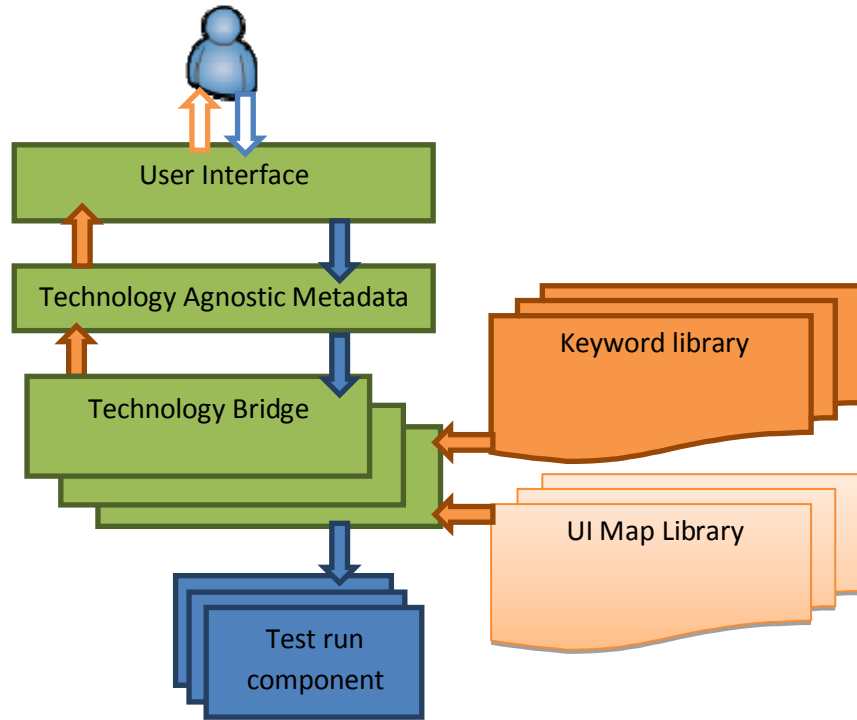 User Interface
Technology Agnostic Metadata
Keyword library
Technology Bridge
UI Map Library
Test run
component